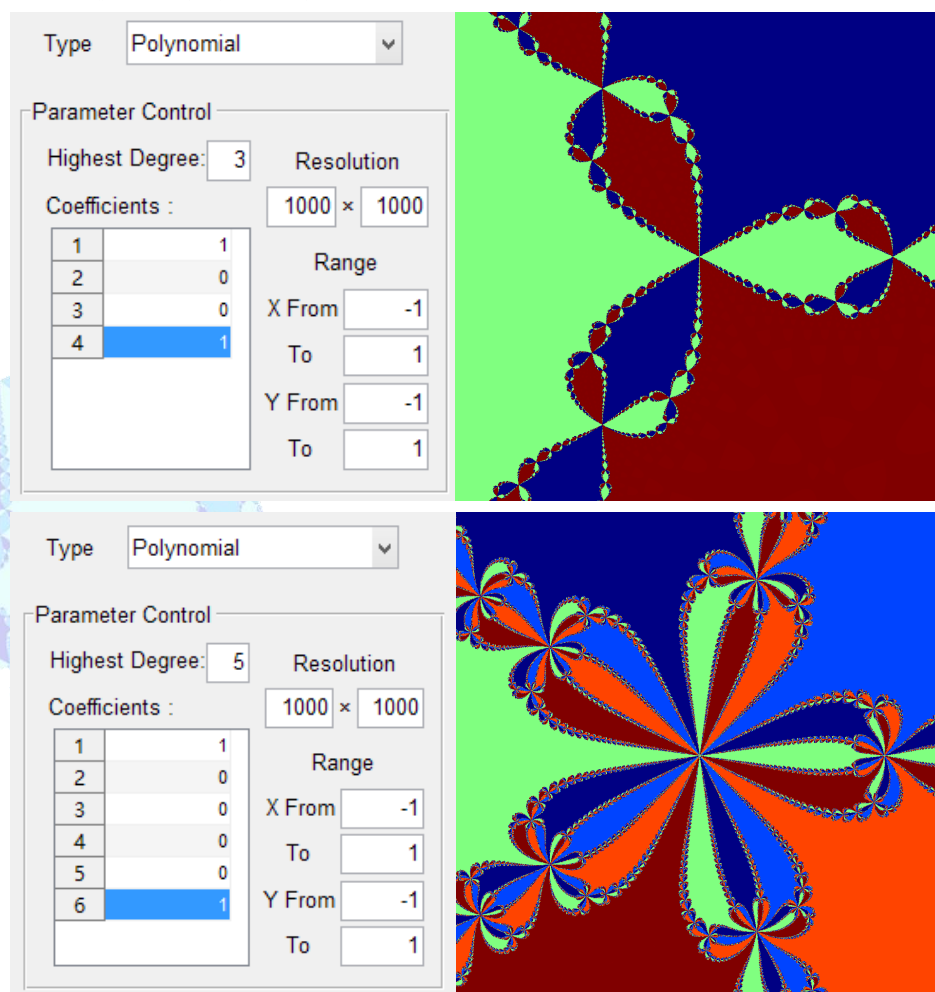 Type Polynomial
Parameter Control
Highest Degree: 3 Resolution
Coefficients : 1000 × 1000
1 1
2 0 Range
3 0 X From -1
4 1 To 1
Y From -1
To 1
Type Polynomial
Parameter Control
Highest Degree: 5 Resolution
Coefficients : 1000 × 1000
1 1
2 0 Range
3 0 X From -1
4 0 To 1
5 0
6 1 Y From -1
To 1